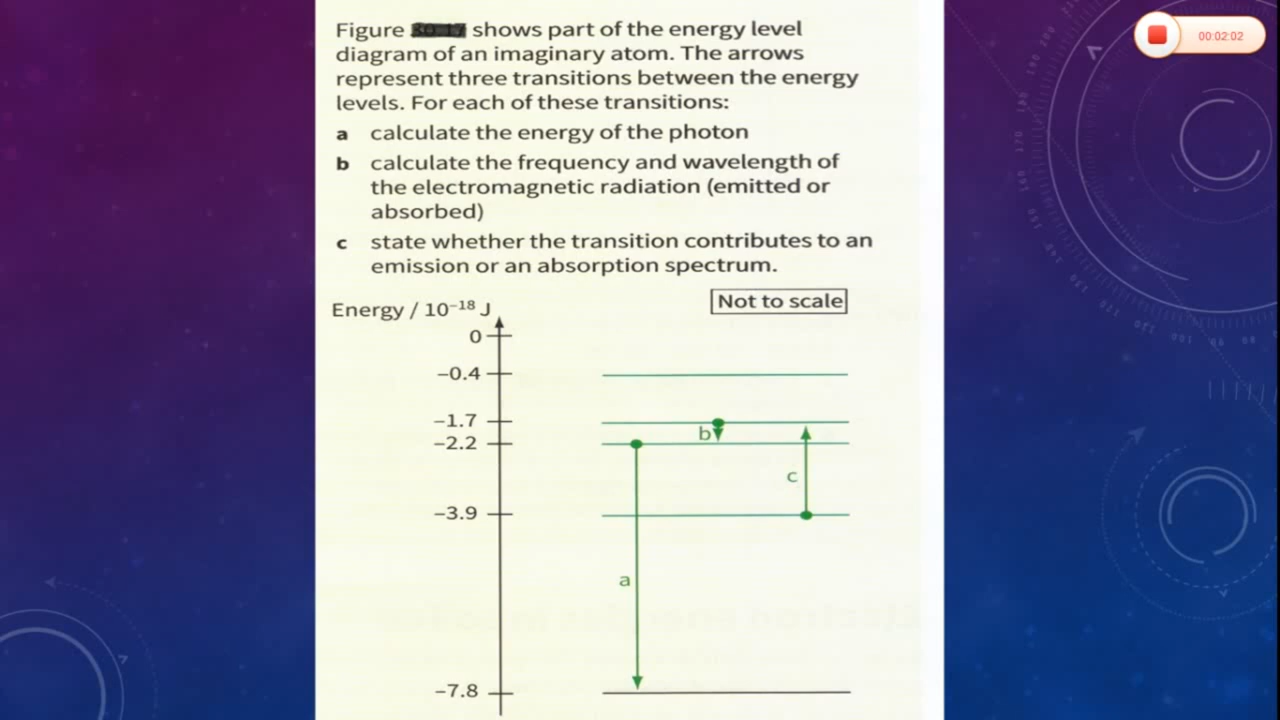 Figure shows part of the energy level
diagram of an imaginary atom. The arrows
represent three transitions between the energy
levels. For each of these transitions:
a calculate the energy of the photon
b calculate the frequency and wavelength of
the electromagnetic radiation (emitted or
absorbed)
c state whether the transition contributes to an
emission or an absorption spectrum.
Energy / 10⁻¹⁸ J
Not to scale
0
–0.4
–1.7
–2.2
–3.9
–7.8
b
c
a
00:02:02